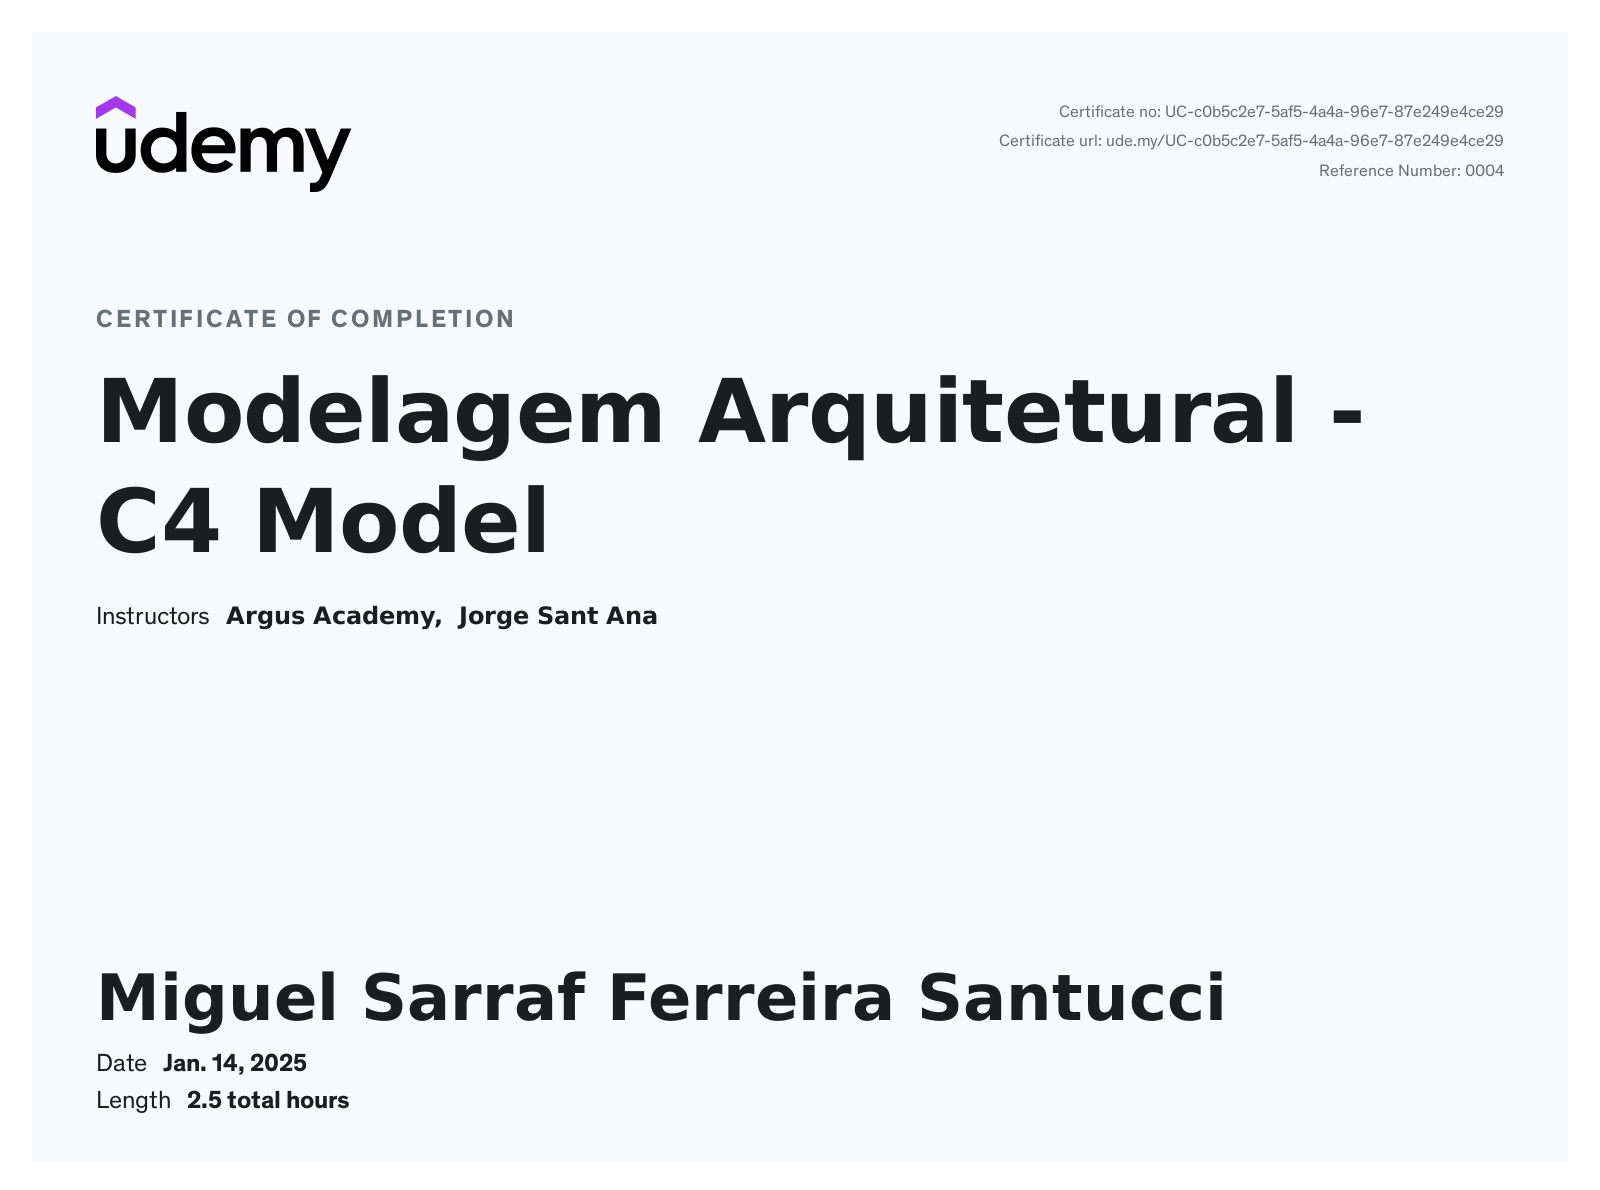 udemy
Certificate no: UC-c0b5c2e7-5af5-4a4a-96e7-87e249e4ce29
Certificate url: ude.my/UC-c0b5c2e7-5af5-4a4a-96e7-87e249e4ce29
Reference Number: 0004
CERTIFICATE OF COMPLETION
Modelagem Arquitetural -
C4 Model
Instructors Argus Academy, Jorge Sant Ana
Miguel Sarraf Ferreira Santucci
Date Jan. 14, 2025
Length 2.5 total hours